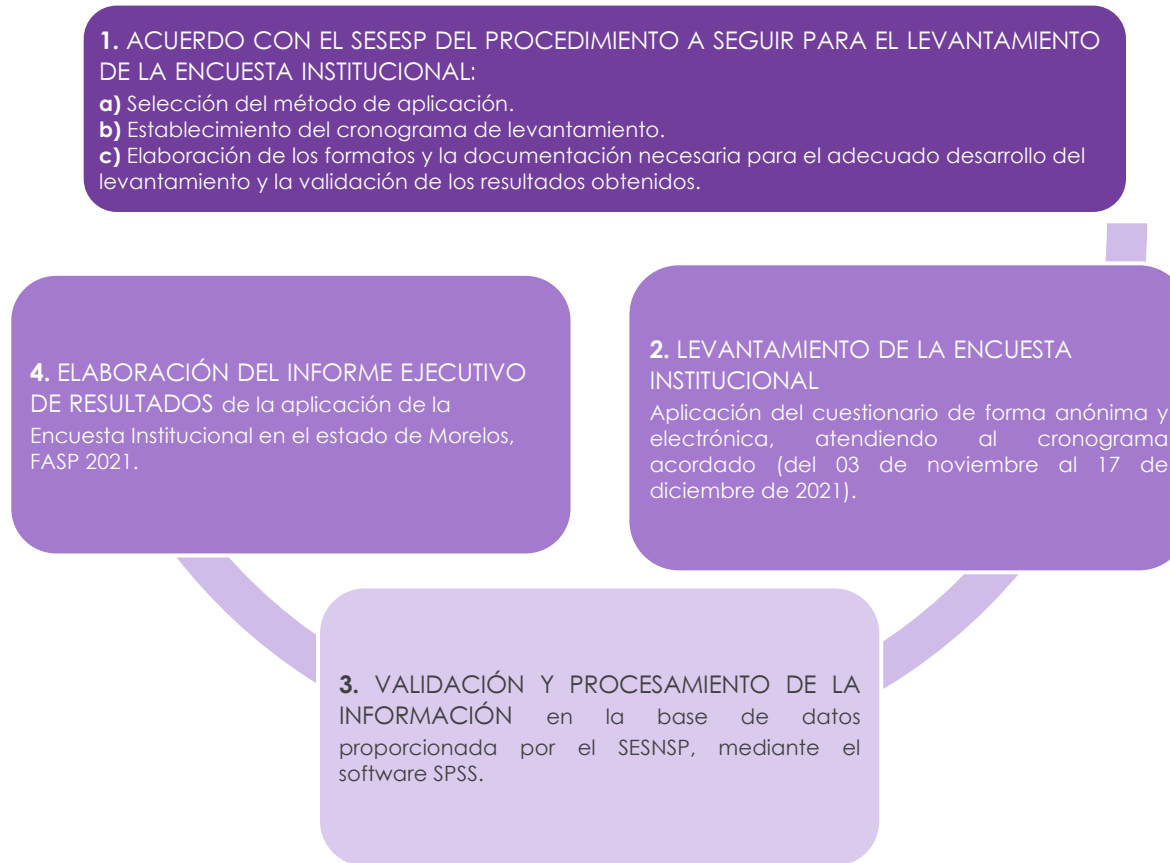 1. ACUERDO CON EL SESESP DEL PROCEDIMIENTO A SEGUIR PARA EL LEVANTAMIENTO
DE LA ENCUESTA INSTITUCIONAL:
a) Selección del método de aplicación.
b) Establecimiento del cronograma de levantamiento.
c) Elaboración de los formatos y la documentación necesaria para el adecuado desarrollo del
levantamiento y la validación de los resultados obtenidos.
2. LEVANTAMIENTO DE LA ENCUESTA
INSTITUCIONAL
Aplicación del cuestionario de forma anónima y
electrónica, atendiendo al cronograma
acordado (del 03 de noviembre al 17 de
diciembre de 2021).
3. VALIDACIÓN Y PROCESAMIENTO DE LA
INFORMACIÓN en la base de datos
proporcionada por el SESNSP, mediante el
software SPSS.
4. ELABORACIÓN DEL INFORME EJECUTIVO
DE RESULTADOS de la aplicación de la
Encuesta Institucional en el estado de Morelos,
FASP 2021.